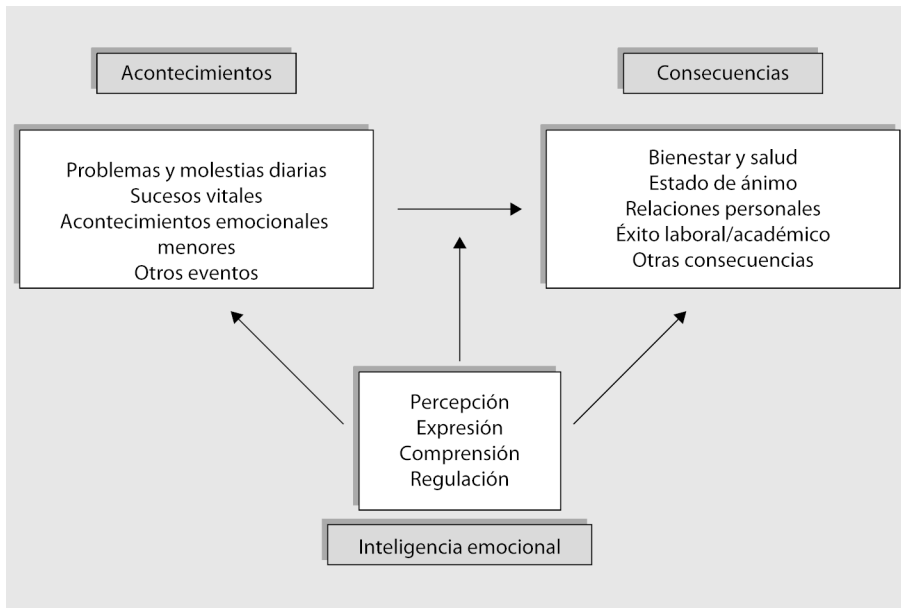 Acontecimientos
Consecuencias
Problemas y molestias diarias
Sucesos vitales
Acontecimientos emocionales
menores
Otros eventos
Bienestar y salud
Estado de ánimo
Relaciones personales
Éxito laboral/académico
Otras consecuencias
Percepción
Expresión
Comprensión
Regulación
Inteligencia emocional